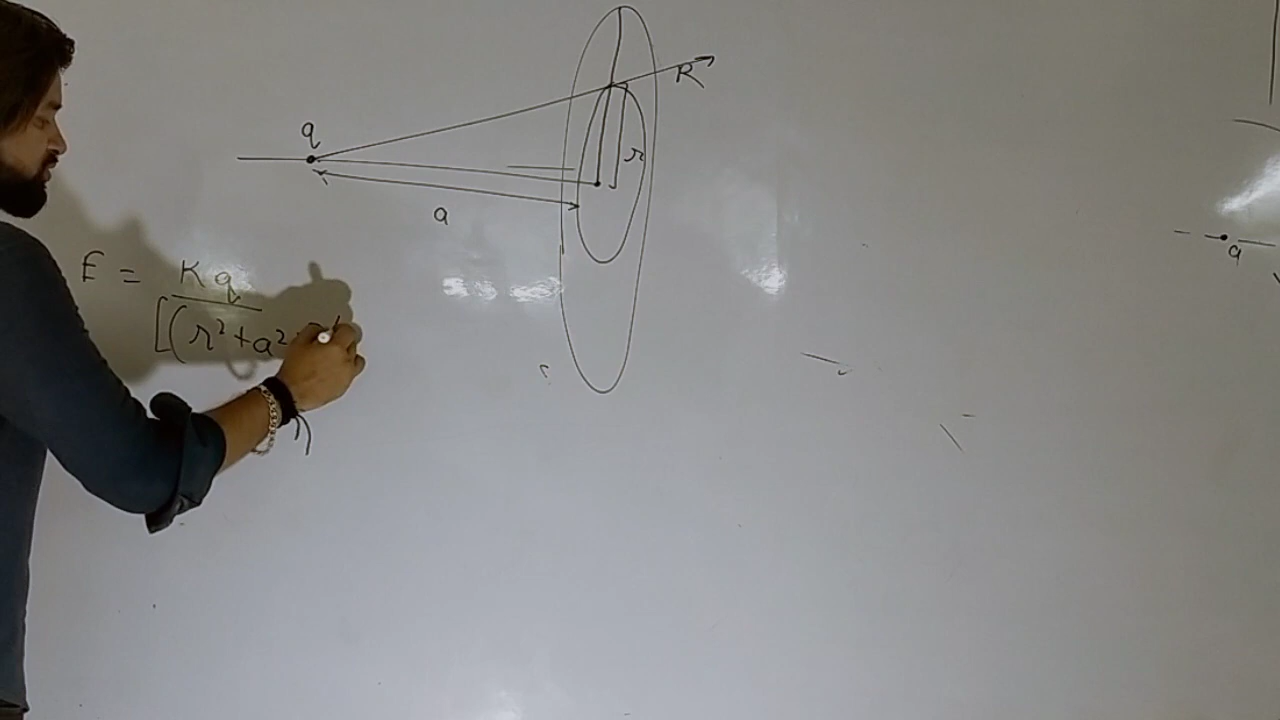 q
R
r
a
E = Kq
[(r²+a²
q